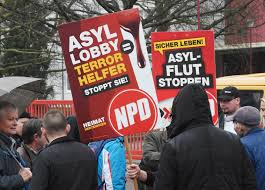 ASYL
LOBBY =
TERROR
HELFER
STOPPT SIE!
HEIMAT
NPD
SICHER LEBEN!
ASYL-
FLUT
STOPPEN
NPD